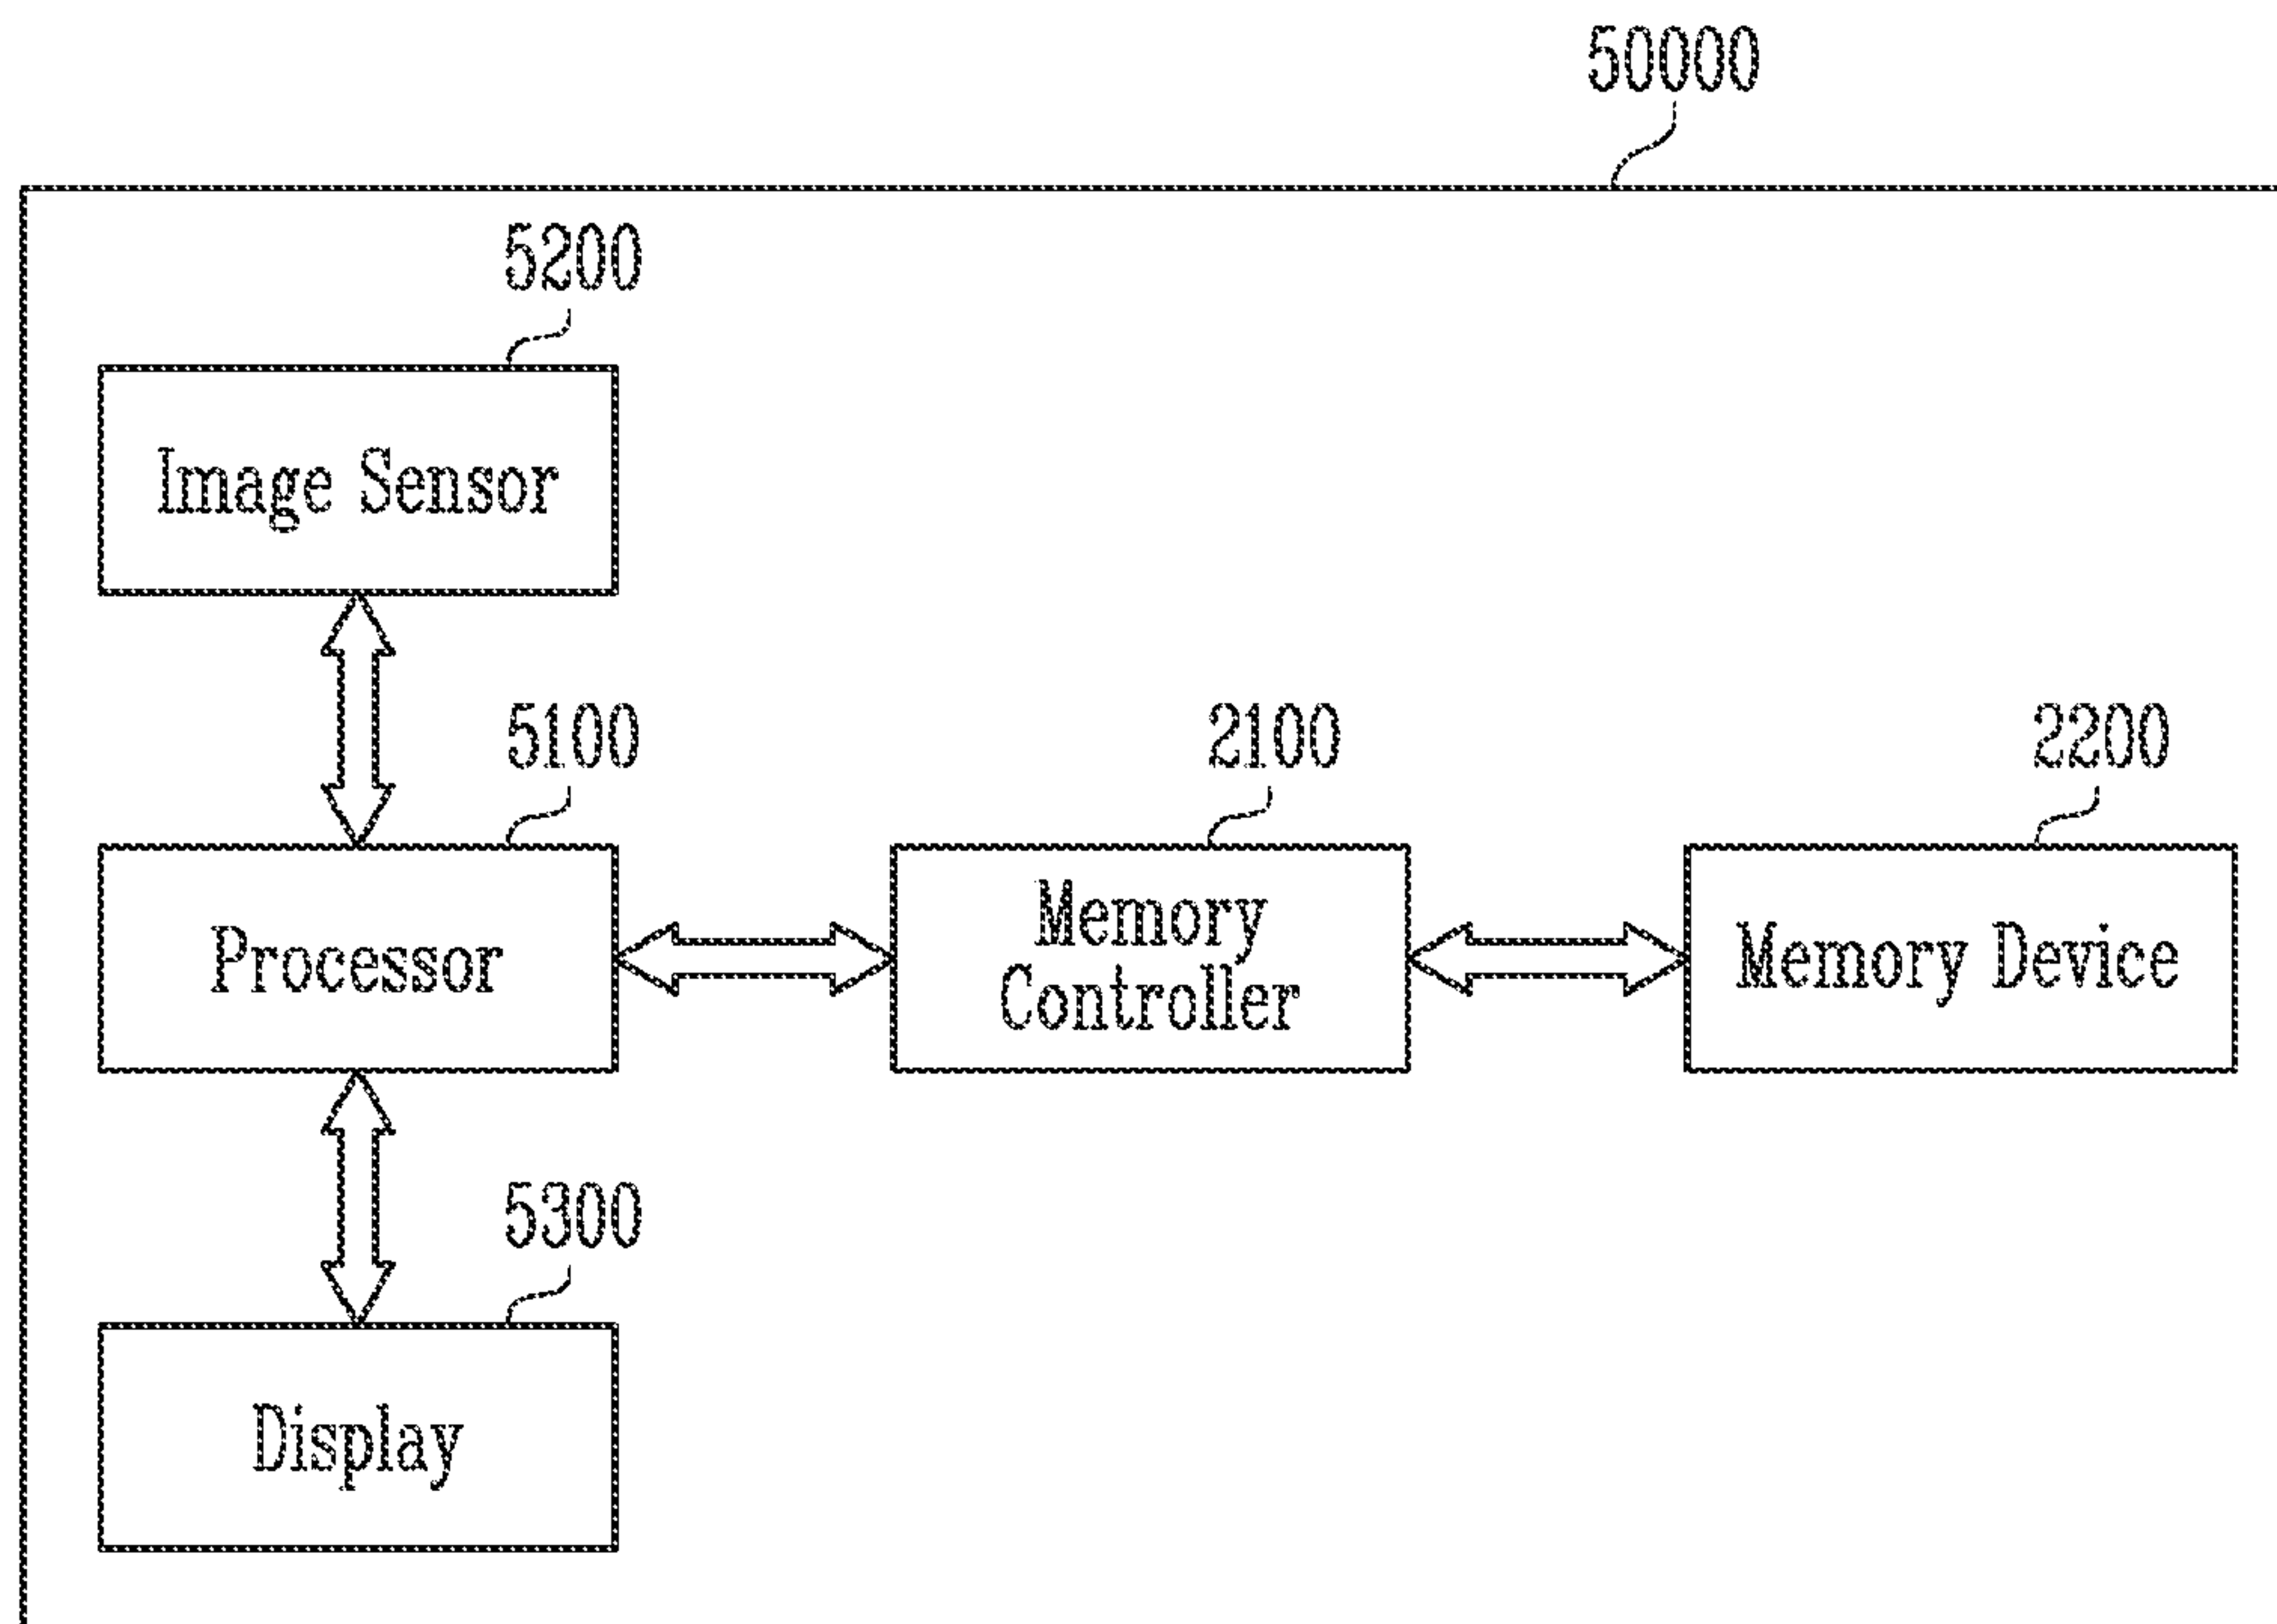 50000
5200
Image Sensor
5100
2100
2200
Processor
Memory
Controller
Memory Device
5300
Display